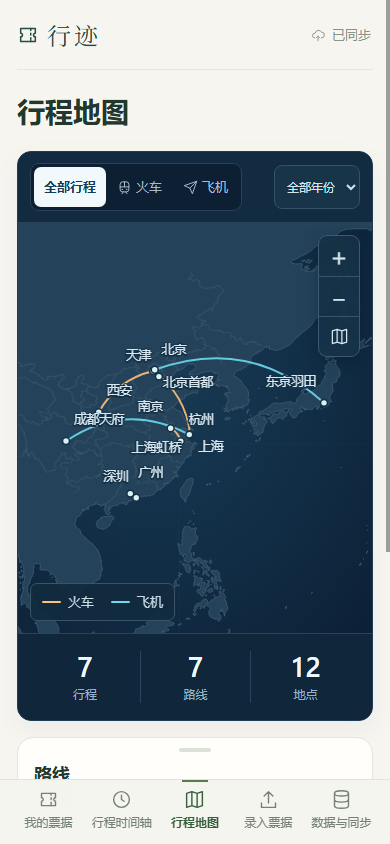 行迹
已同步
行程地图
全部行程
火车
飞机
全部年份
天津
北京
北京首都
东京羽田
西安
南京
成都天府
杭州
上海虹桥
上海
深圳
广州
火车
飞机
7
行程
7
路线
12
地点
路线
我的票据
行程时间轴
行程地图
录入票据
数据与同步